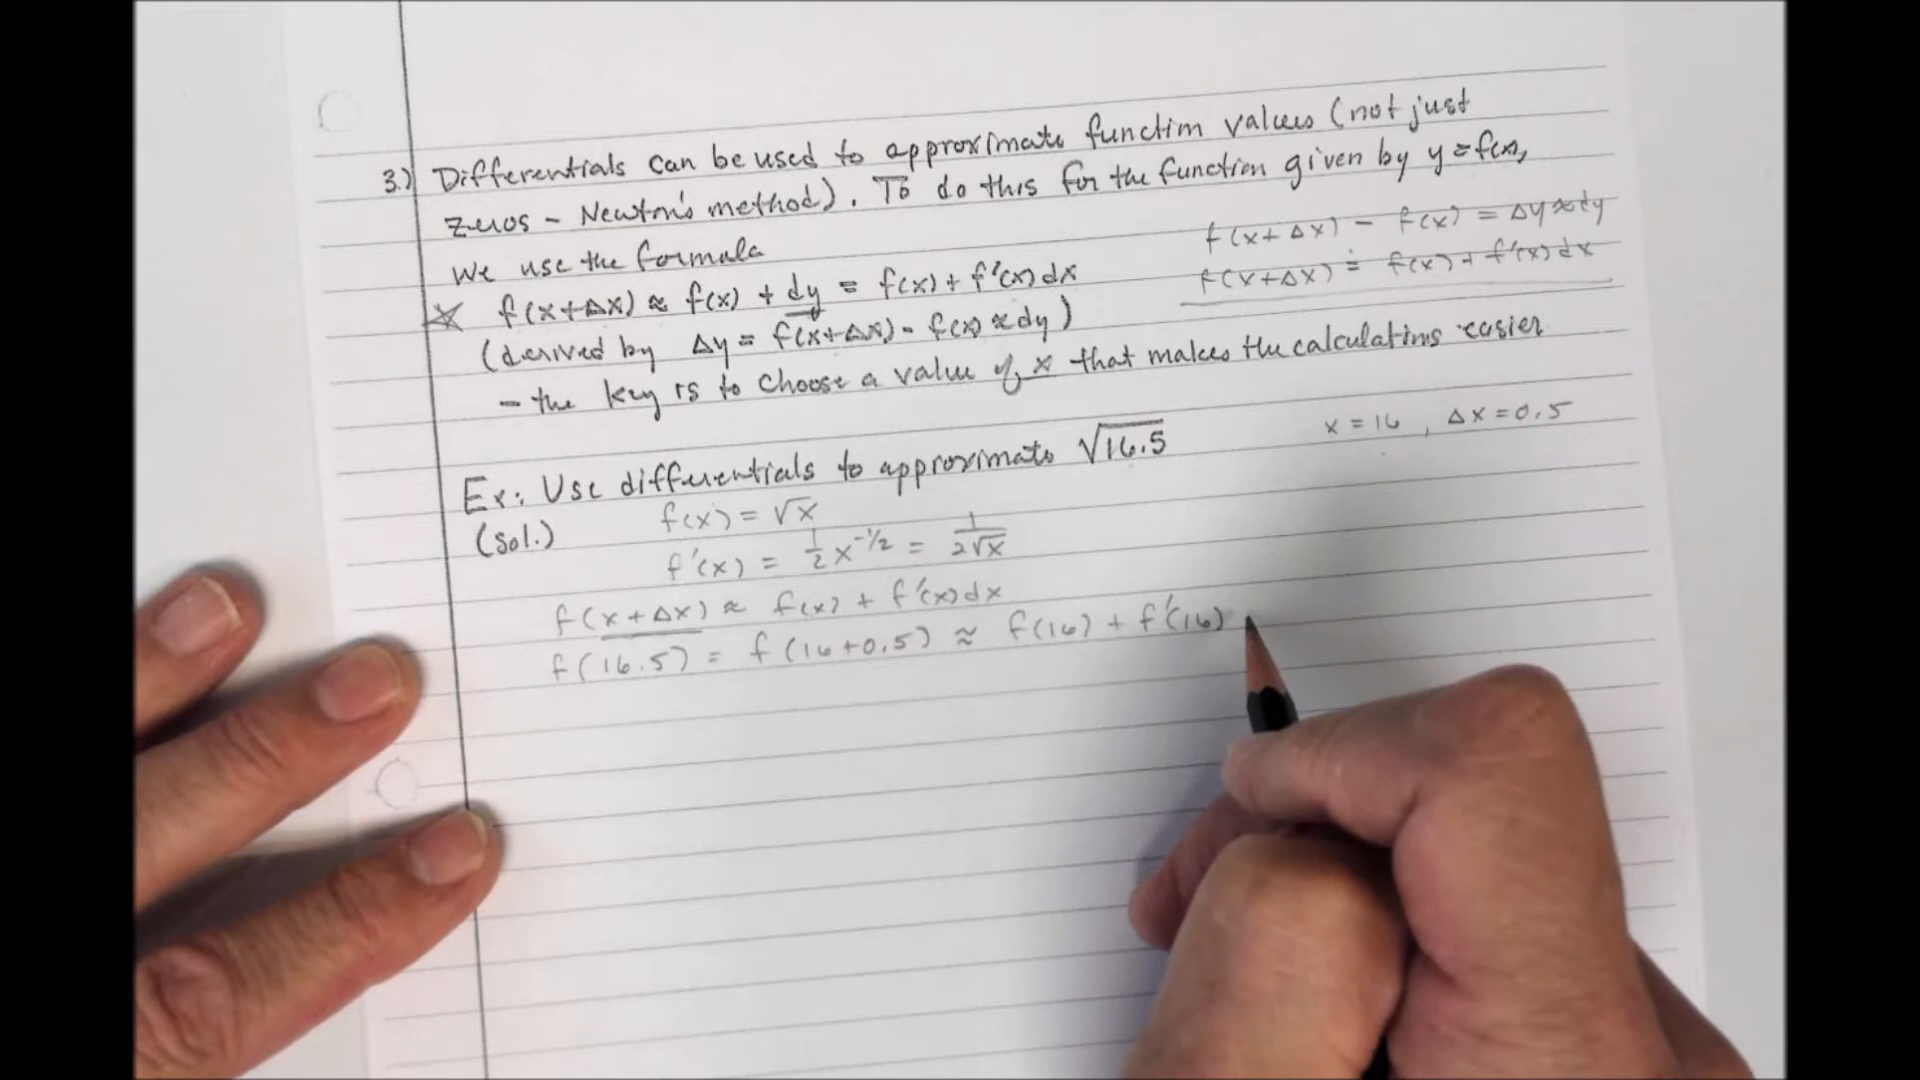 3.) Differentials can be used to approximate function values (not just
zeros - Newton's method). To do this for the function given by y = f(x),
we use the formula
f(x+Δx) - f(x) = Δy ≈ dy
f(x+Δx) ≐ f(x) + f'(x)dx
f(x+Δx) ≈ f(x) + dy = f(x) + f'(x)dx
(derived by Δy = f(x+Δx) - f(x) ≈ dy)
- the key is to choose a value of x that makes the calculations easier
x = 16, Δx = 0.5
Ex: Use differentials to approximate √16.5
(sol.) f(x) = √x
f'(x) = 1/2 x^-1/2 = 1/2√x
f(x+Δx) ≈ f(x) + f'(x)dx
f(16.5) = f(16+0.5) ≈ f(16) + f'(16)